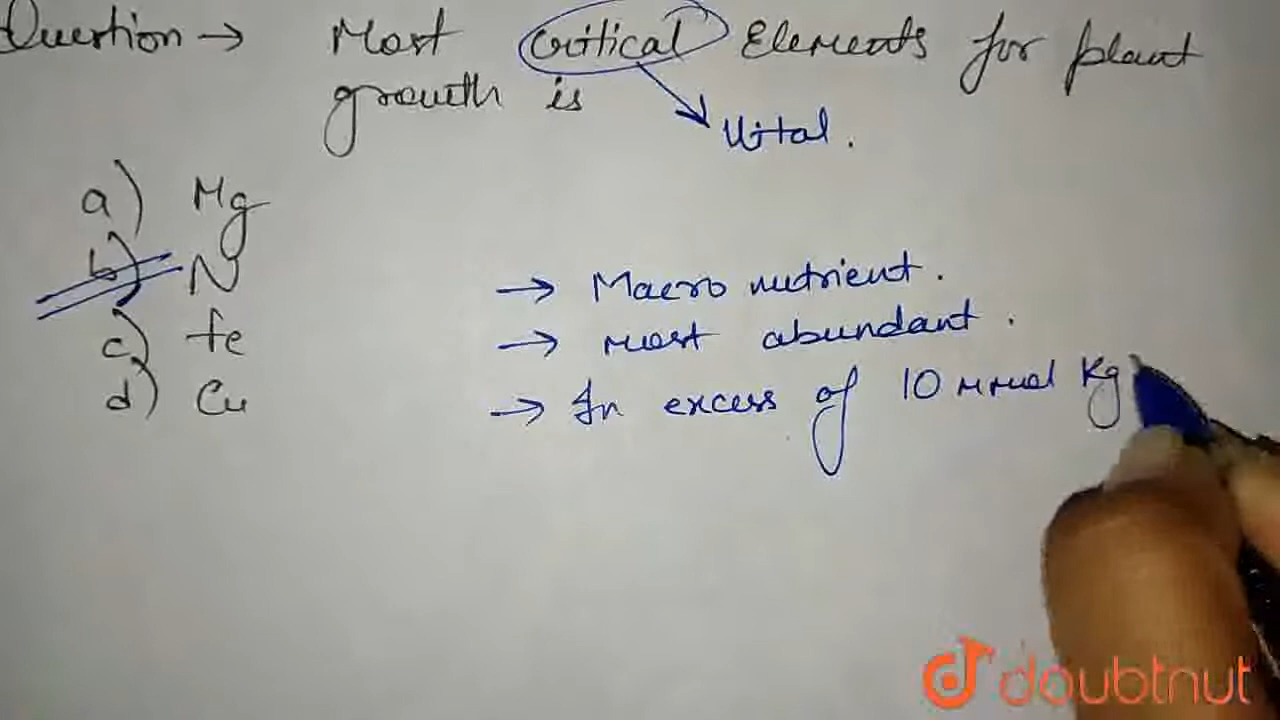 Question → Most critical Elements for plant
growth is
Vital.
a) Mg
b) N
c) fe
d) Cu
→ Macro nutrient.
→ most abundant.
→ In excess of 10 mmol Kg
doubtnut